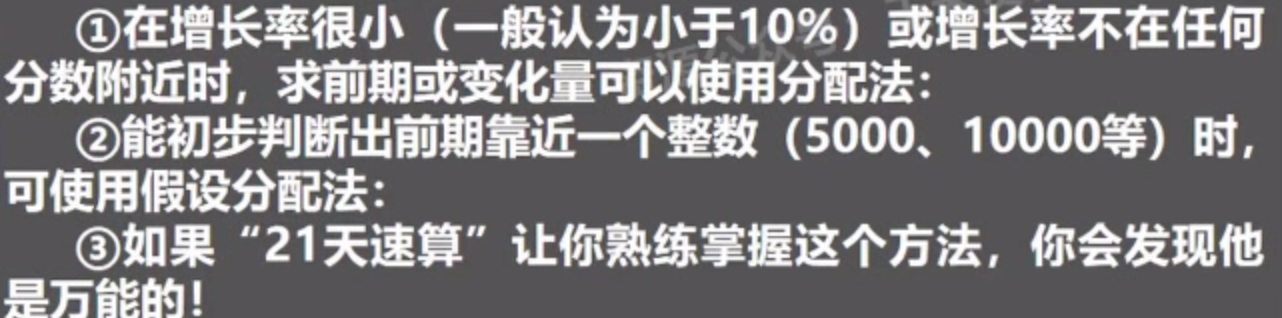 ①在增长率很小（一般认为小于10%）或增长率不在任何
分数附近时，求前期或变化量可以使用分配法：
②能初步判断出前期靠近一个整数（5000、10000等）时，
可使用假设分配法：
③如果“21天速算”让你熟练掌握这个方法，你会发现他
是万能的！